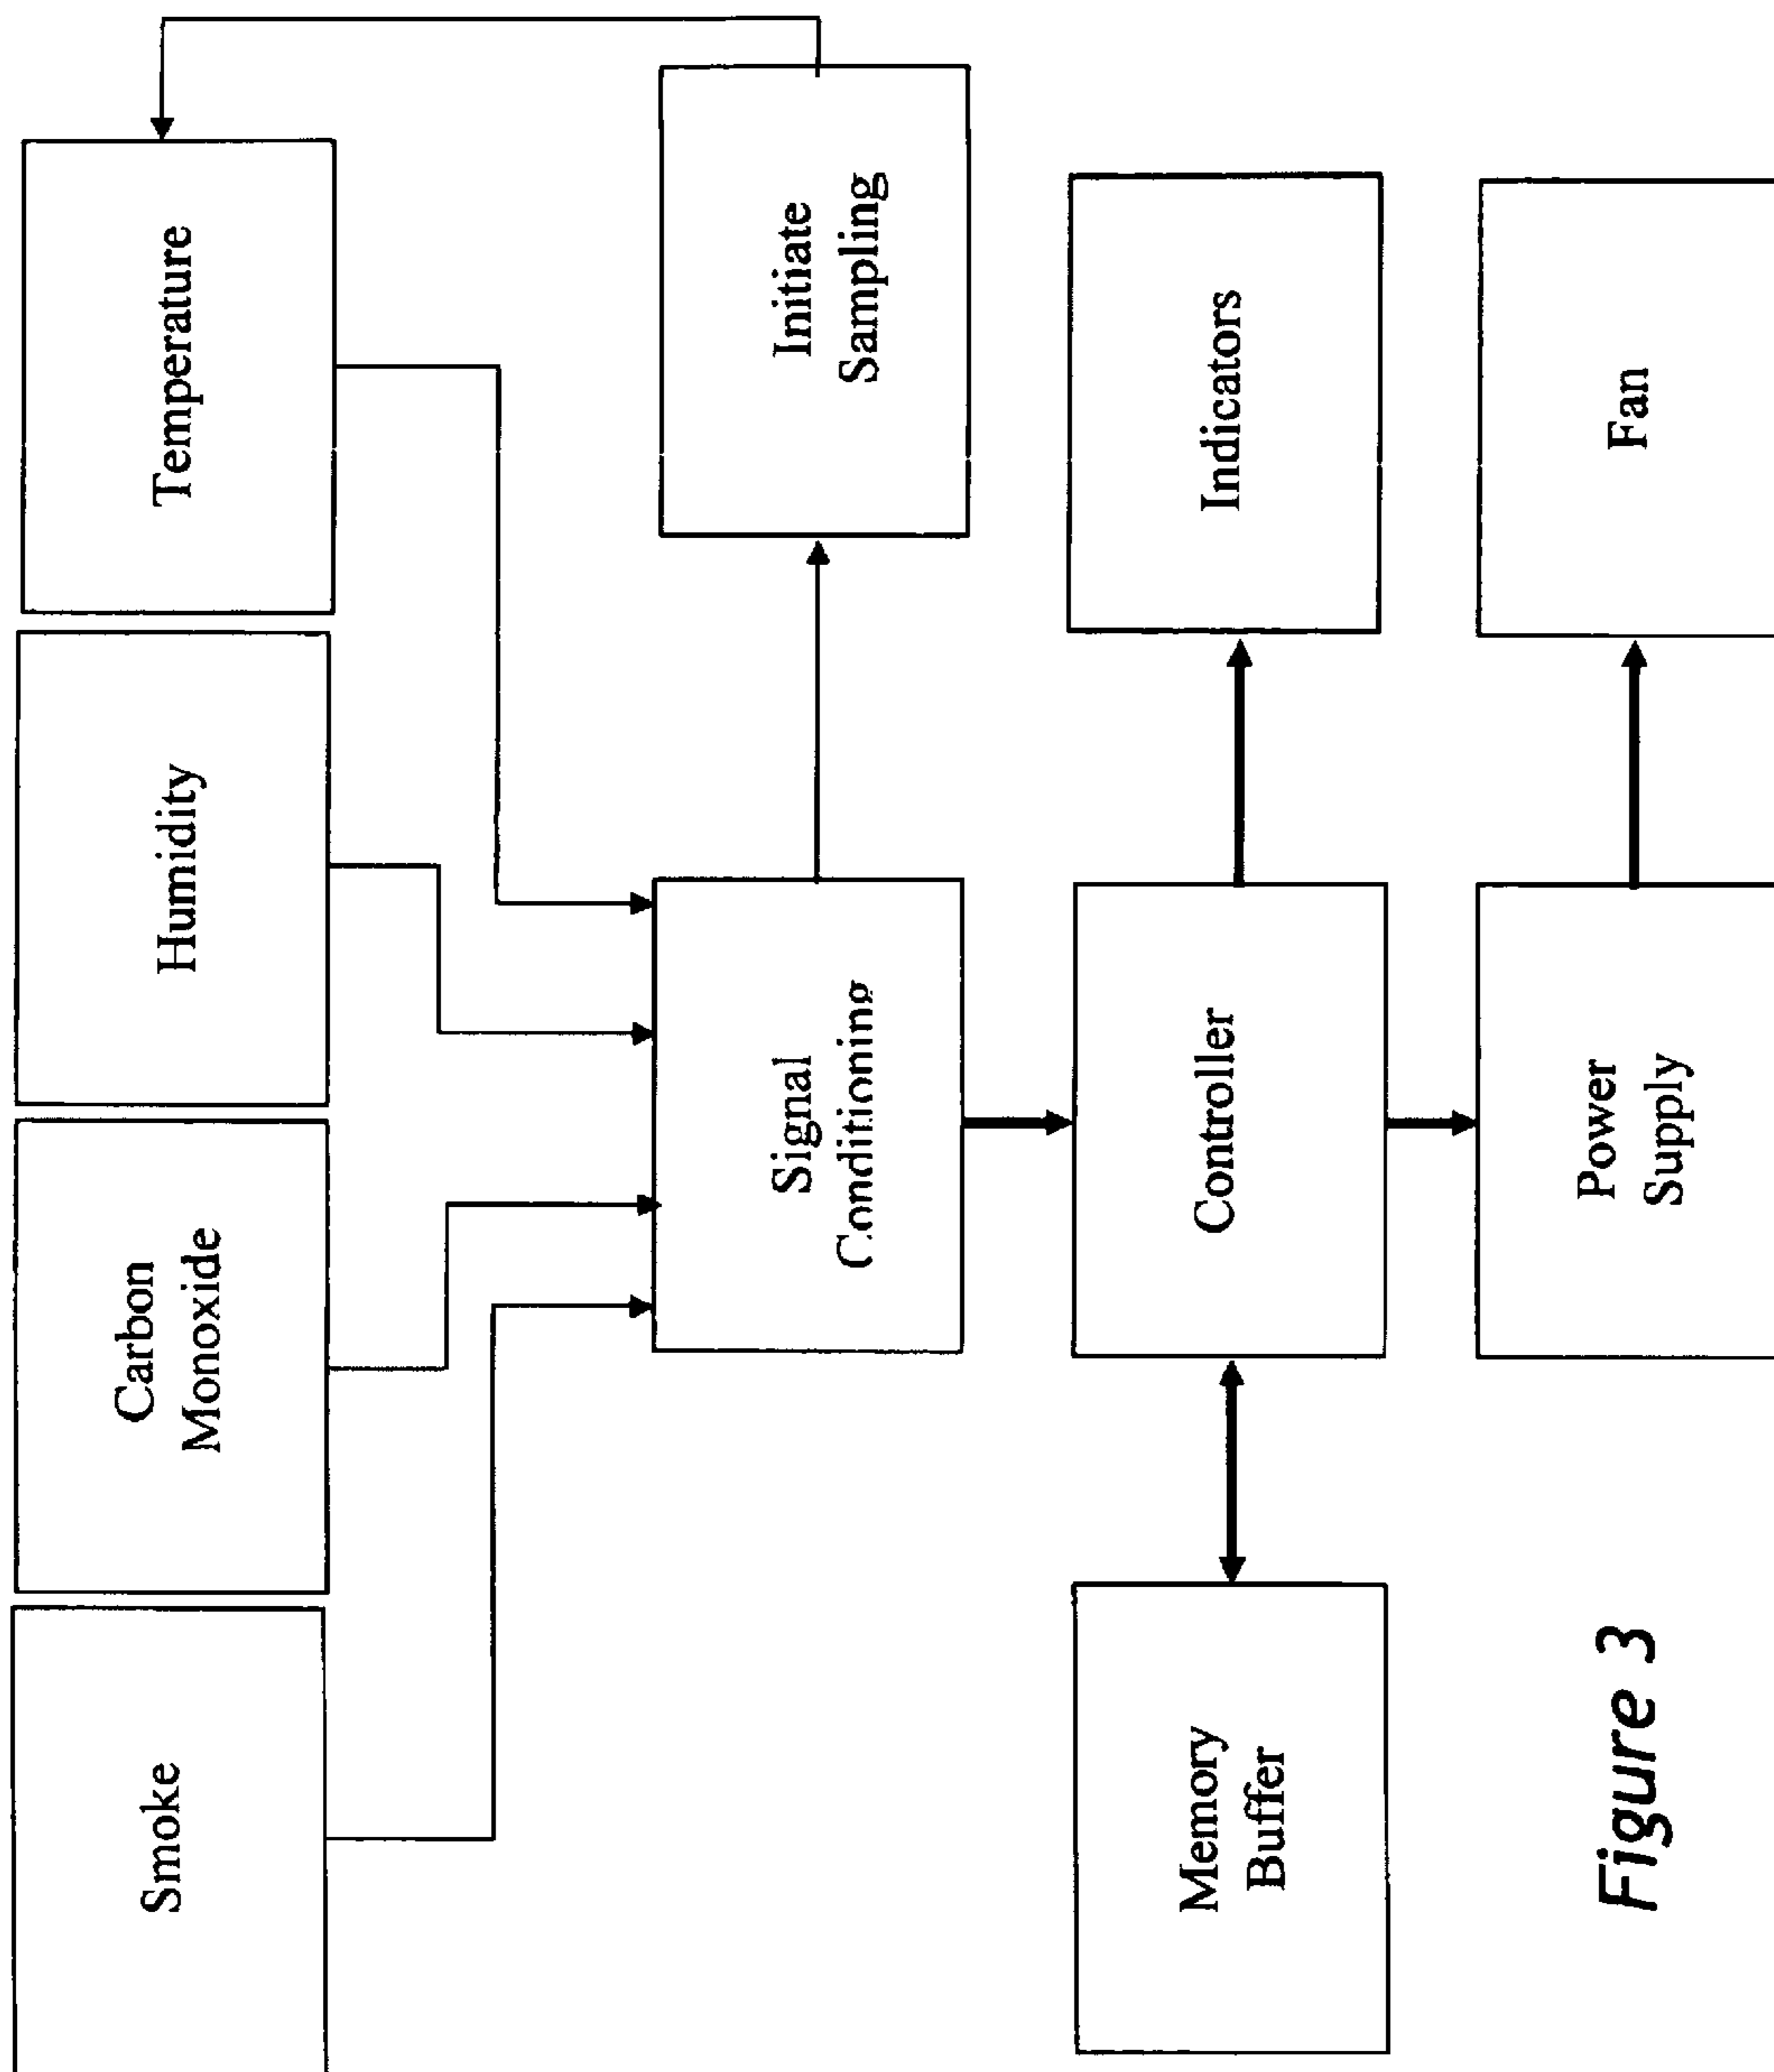 Smoke
Carbon
Monoxide
Humidity
Temperature
Signal
Conditioning
Initiate
Sampling
Memory
Buffer
Controller
Indicators
Power
Supply
Fan
Figure 3